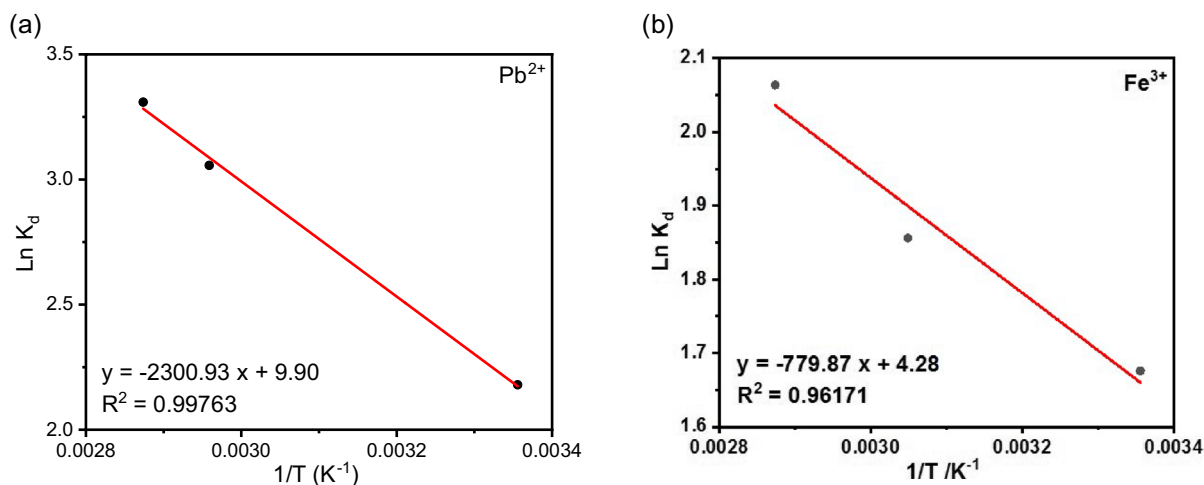 (a)
Pb²⁺
Ln K_d
3.5
3.0
2.5
2.0
y = -2300.93 x + 9.90
R² = 0.99763
0.0028
0.0030
0.0032
0.0034
1/T (K⁻¹)
(b)
Fe³⁺
Ln K_d
2.1
2.0
1.9
1.8
1.7
1.6
y = -779.87 x + 4.28
R² = 0.96171
0.0028
0.0030
0.0032
0.0034
1/T /K⁻¹